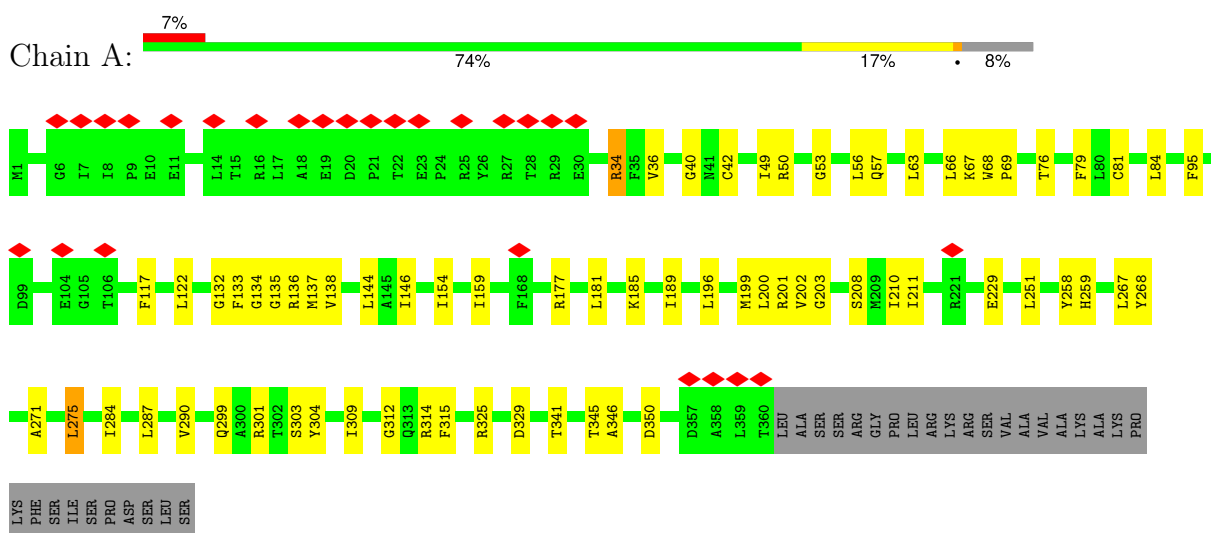 7%
Chain A:
74% 17% • 8%
M1 G6 I7 I8 P9 E10 E11 L14 T15 R16 L17 A18 E19 D20 P21 T22 E23 P24 R25 Y26 R27 T28 R29 E30 R34 F35 V36 G40 N41 C42 I49 R50 G53 L56 Q57 L63 L66 K67 W68 P69 T76 F79 L80 C81 L84 F95
D99 E104 G105 T106 F117 L122 G132 F133 G134 G135 R136 M137 V138 L144 A145 I146 I154 I159 F168 R177 L181 K185 I189 L196 M199 L200 R201 V202 G203 S208 M209 I210 I211 R221 E229 L251 Y258 H259 L267 Y268
A271 L275 I284 L287 V290 Q299 A300 R301 T302 S303 Y304 I309 G312 Q313 R314 F315 R325 D329 T341 T345 A346 D350 D357 A358 L359 T360 LEU ALA SER SER ARG GLY PRO LEU ARG LYS ARG SER VAL ALA VAL ALA LYS ALA LYS PRO
LYS PHE SER ILE SER PRO ASP SER LEU SER